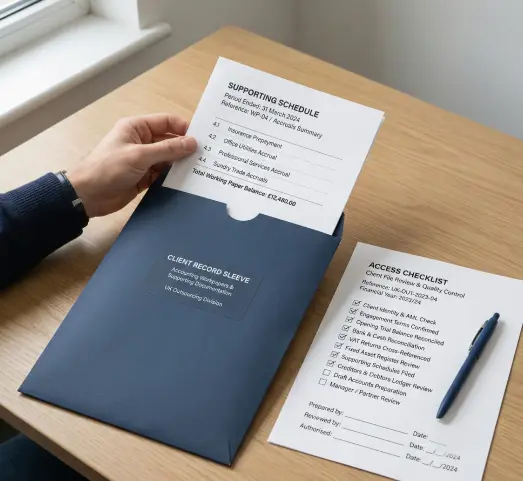 SUPPORTING SCHEDULE
Period Ended: 31 March 2024
Reference: WP-04 / Accruals Summary
4.1 Insurance Prepayment
4.2 Office Utilities Accrual
4.3 Professional Services Accrual
4.4 Sundry Trade Accruals
Total Working Paper Balance: £12,480.00
CLIENT RECORD SLEEVE
Accounting Workpapers &
Supporting Documentation
UK Outsourcing Division
ACCESS CHECKLIST
Client File Review & Quality Control
Reference: UK-OUT-2023-04
Financial Year: 2023/24
Client Identity & AML Check
Engagement Terms Confirmed
Opening Trial Balance Reconciled
Bank & Cash Reconciliation
VAT Returns Cross-Referenced
Fixed Asset Register Review
Supporting Schedules Filed
Creditors & Debtors Ledger Review
Draft Accounts Preparation
Manager / Partner Review
Prepared by: Date:
Reviewed by: Date: __/__/2024
Authorised: Date: __/__/2024